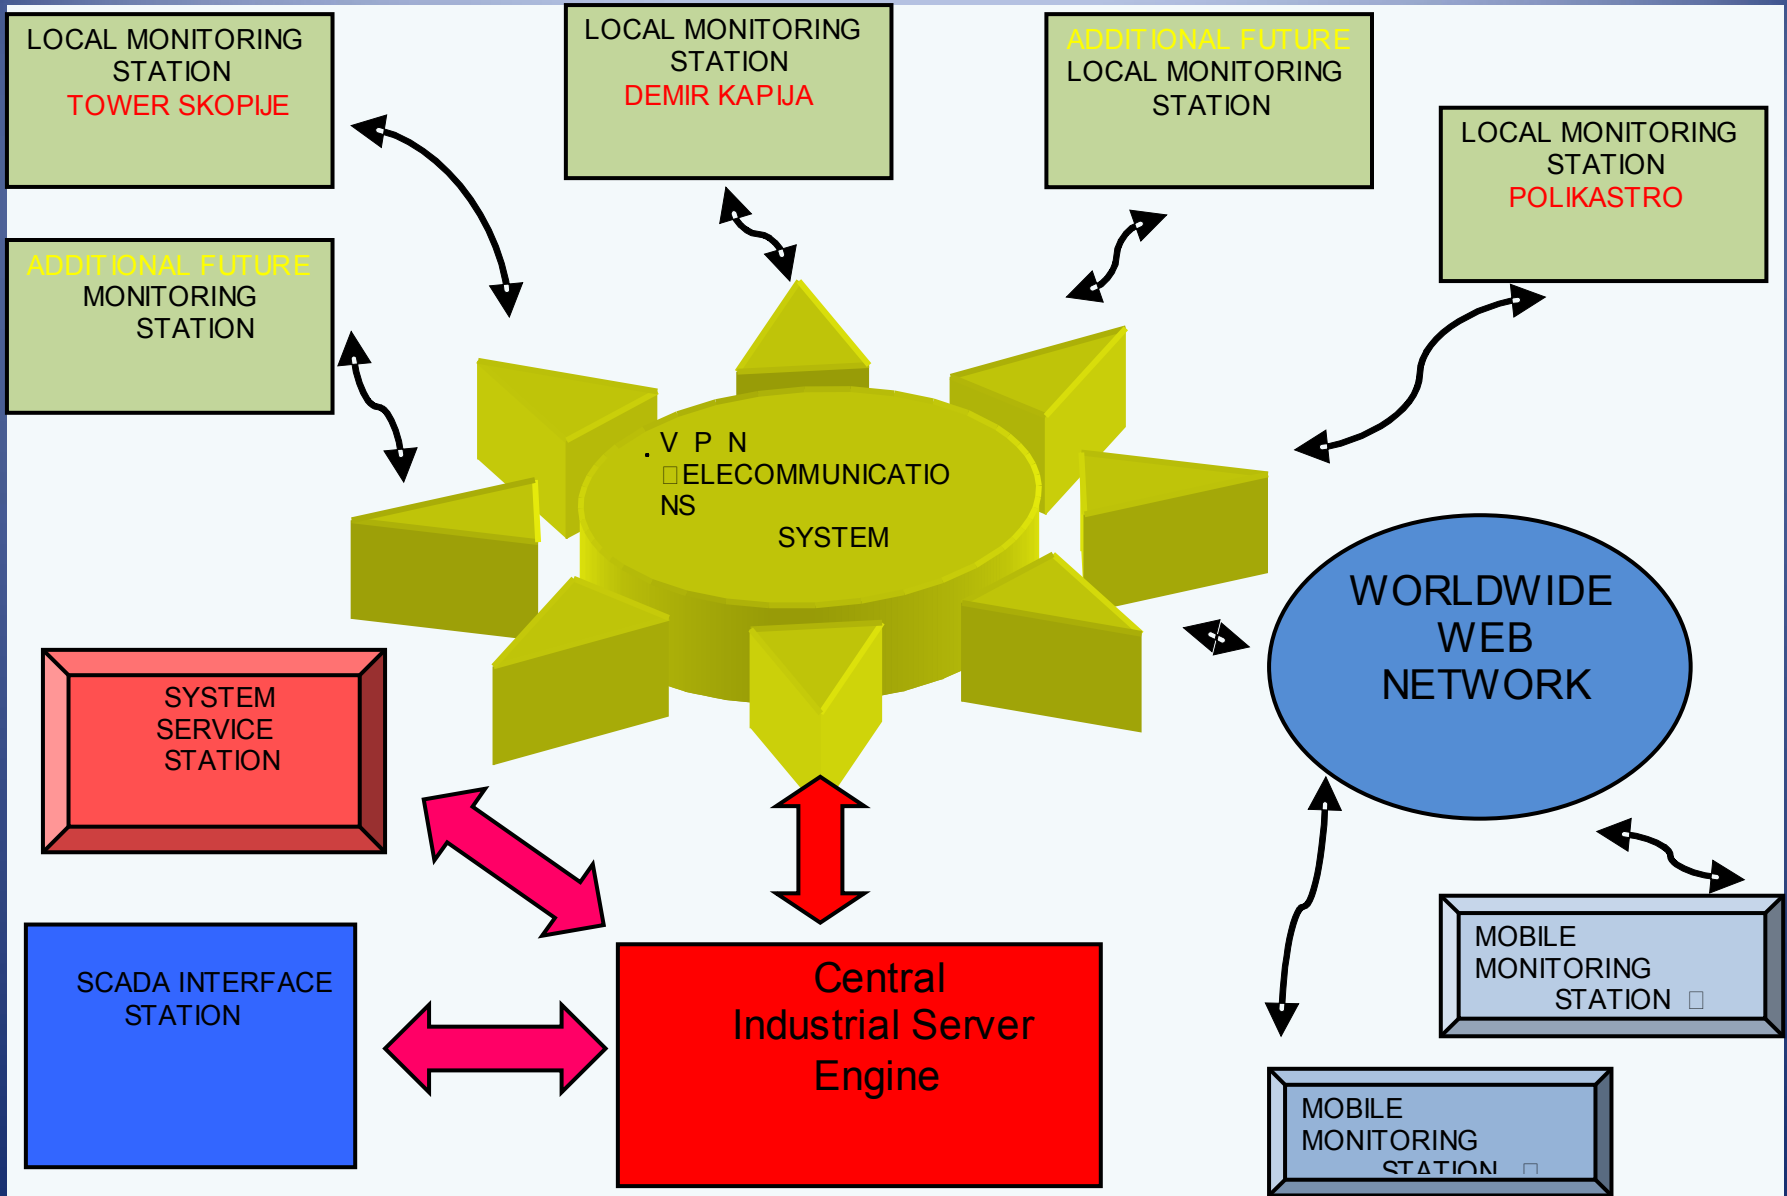 LOCAL MONITORING
STATION
TOWER SKOPIJE
LOCAL MONITORING
STATION
DEMIR KAPIJA
ADDITIONAL FUTURE
LOCAL MONITORING
STATION
LOCAL MONITORING
STATION
POLIKASTRO
ADDITIONAL FUTURE
MONITORING
STATION
. V P N
□ELECOMMUNICATIO
NS
SYSTEM
WORLDWIDE
WEB
NETWORK
SYSTEM
SERVICE
STATION
SCADA INTERFACE
STATION
Central
Industrial Server
Engine
MOBILE
MONITORING
STATION □
MOBILE
MONITORING
STATION □